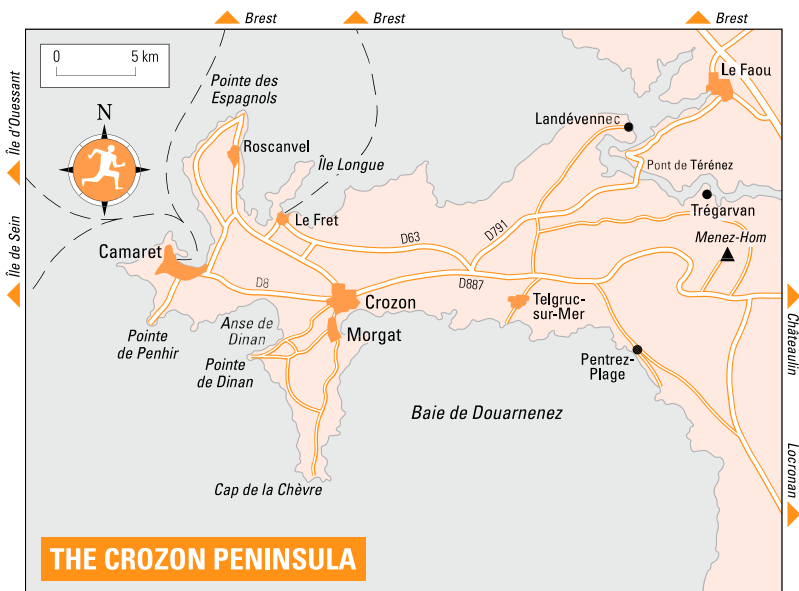 Brest
Brest
Brest
0 5 km
Île d'Ouessant
Île de Sein
N
Pointe des
Espagnols
Roscanvel
Île Longue
Le Fret
Camaret
Landévennec
Le Faou
Pont de Térénez
Trégarvan
Menez-Hom
D63
D791
D8
D887
Crozon
Morgat
Telgruc-
sur-Mer
Pointe
de Penhir
Anse de
Dinan
Pointe
de Dinan
Pentrez-
Plage
Châteaulin
Baie de Douarnenez
Locronan
Cap de la Chèvre
THE CROZON PENINSULA